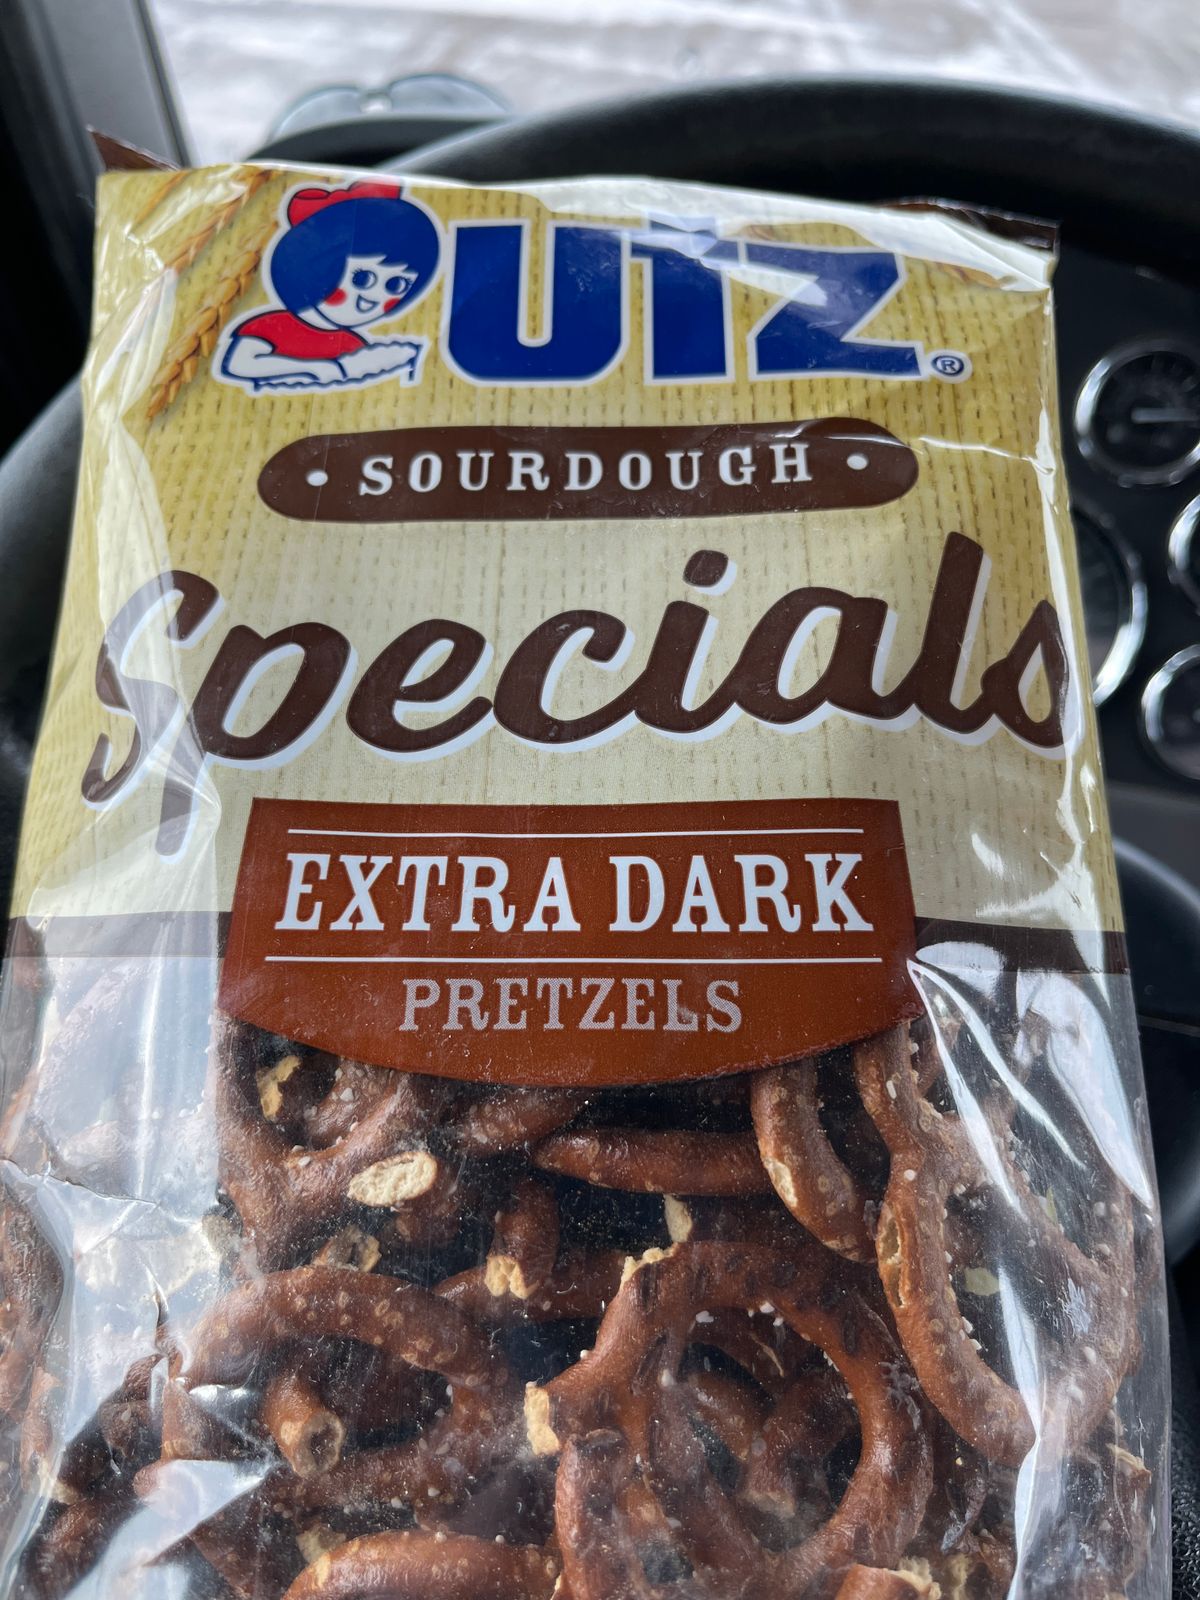 UTZ®
• SOURDOUGH •
Specials
EXTRA DARK
PRETZELS